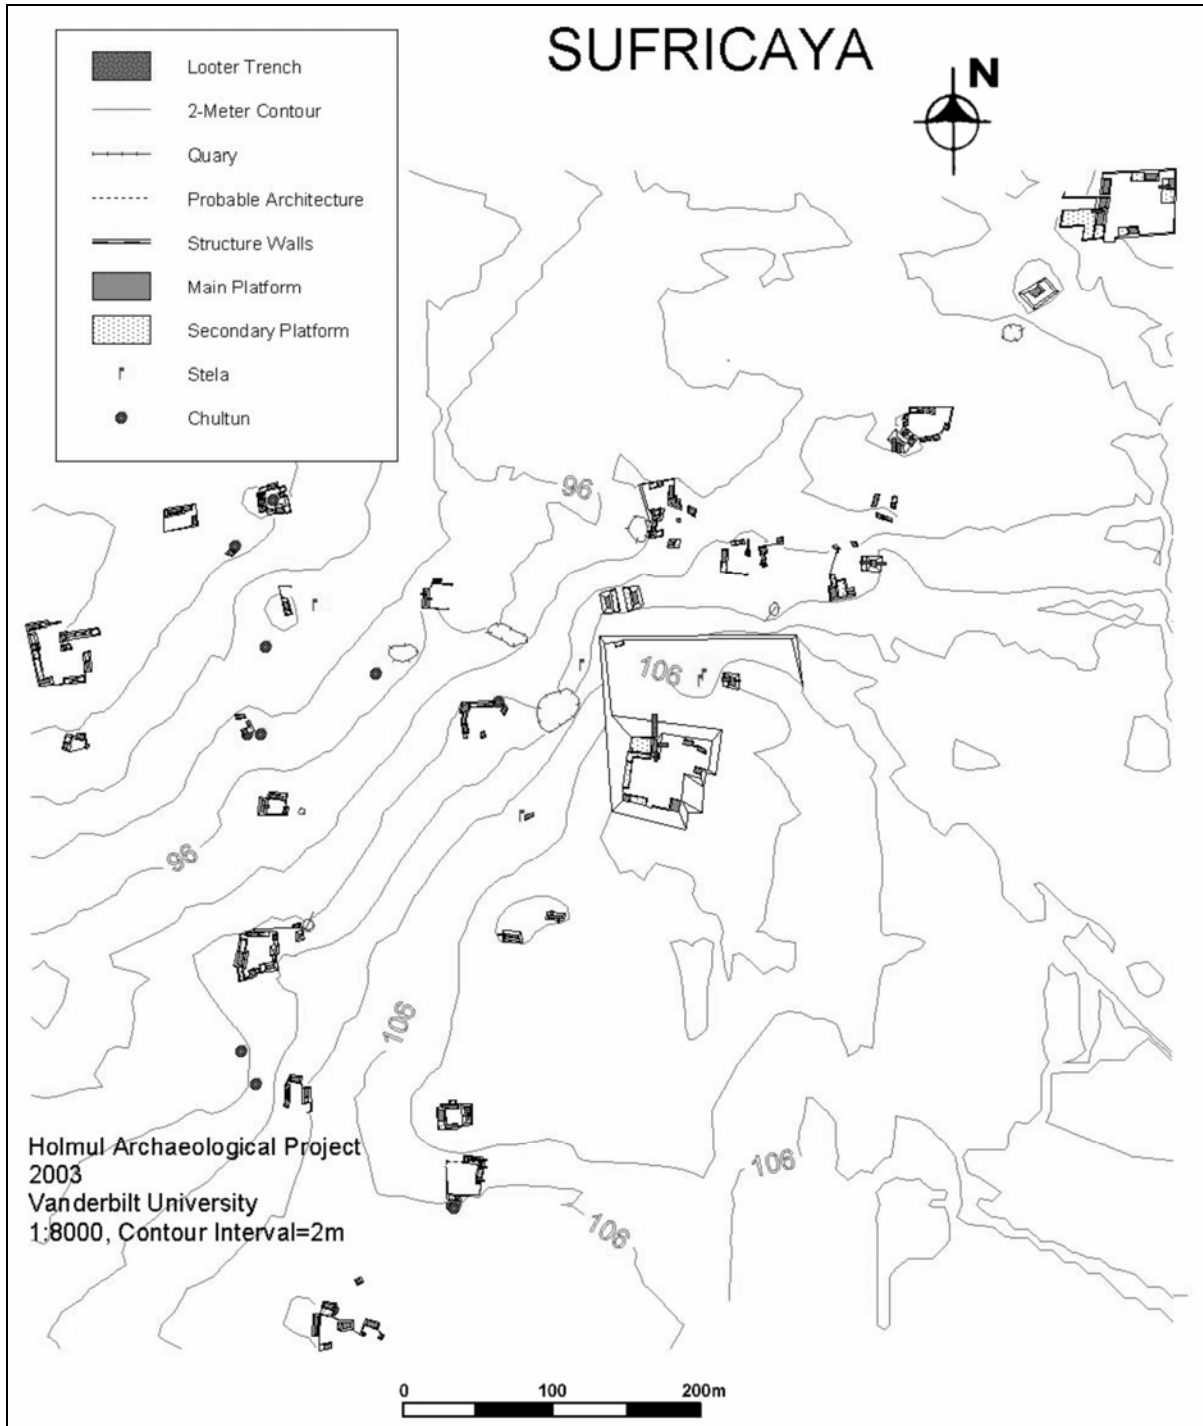 SUFRICAYA
N
Looter Trench
2-Meter Contour
Quary
Probable Architecture
Structure Walls
Main Platform
Secondary Platform
Stela
Chultun
96
106
96
106
106
106
Holmul Archaeological Project
2003
Vanderbilt University
1:8000, Contour Interval=2m
0 100 200m